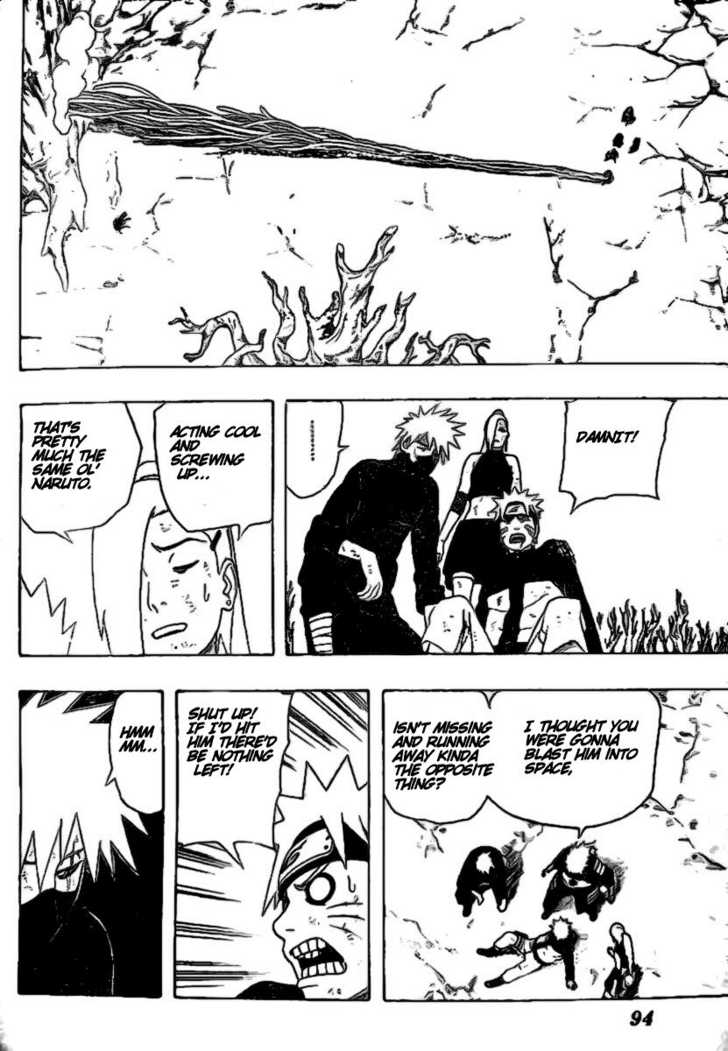 DAMNIT!
.........
ACTING COOL
AND
SCREWING
UP...
THAT'S
PRETTY
MUCH THE
SAME OL'
NARUTO.
I THOUGHT YOU
WERE GONNA
BLAST HIM INTO
SPACE,
ISN'T MISSING
AND RUNNING
AWAY KINDA
THE OPPOSITE
THING?
SHUT UP!
IF I'D HIT
HIM THERE'D
BE NOTHING
LEFT!
HMM
MM...
94